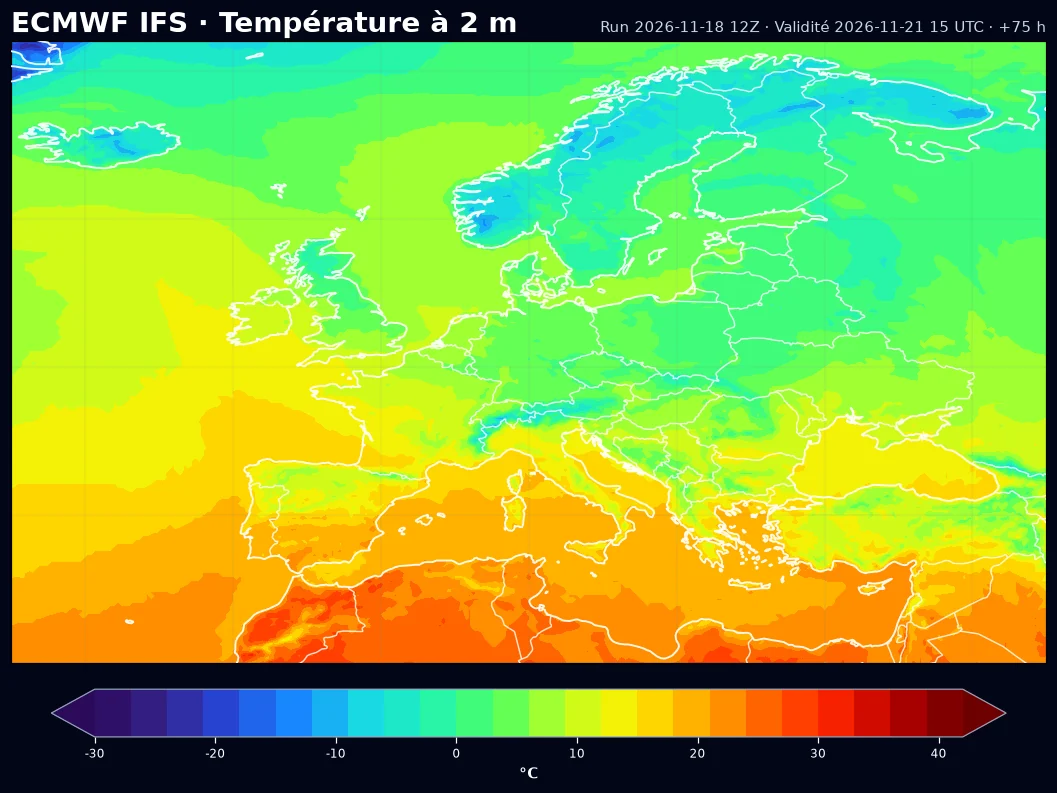 ECMWF IFS · Température à 2 m
Run 2026-11-18 12Z · Validité 2026-11-21 15 UTC · +75 h
-30 -20 -10 0 10 20 30 40
°C